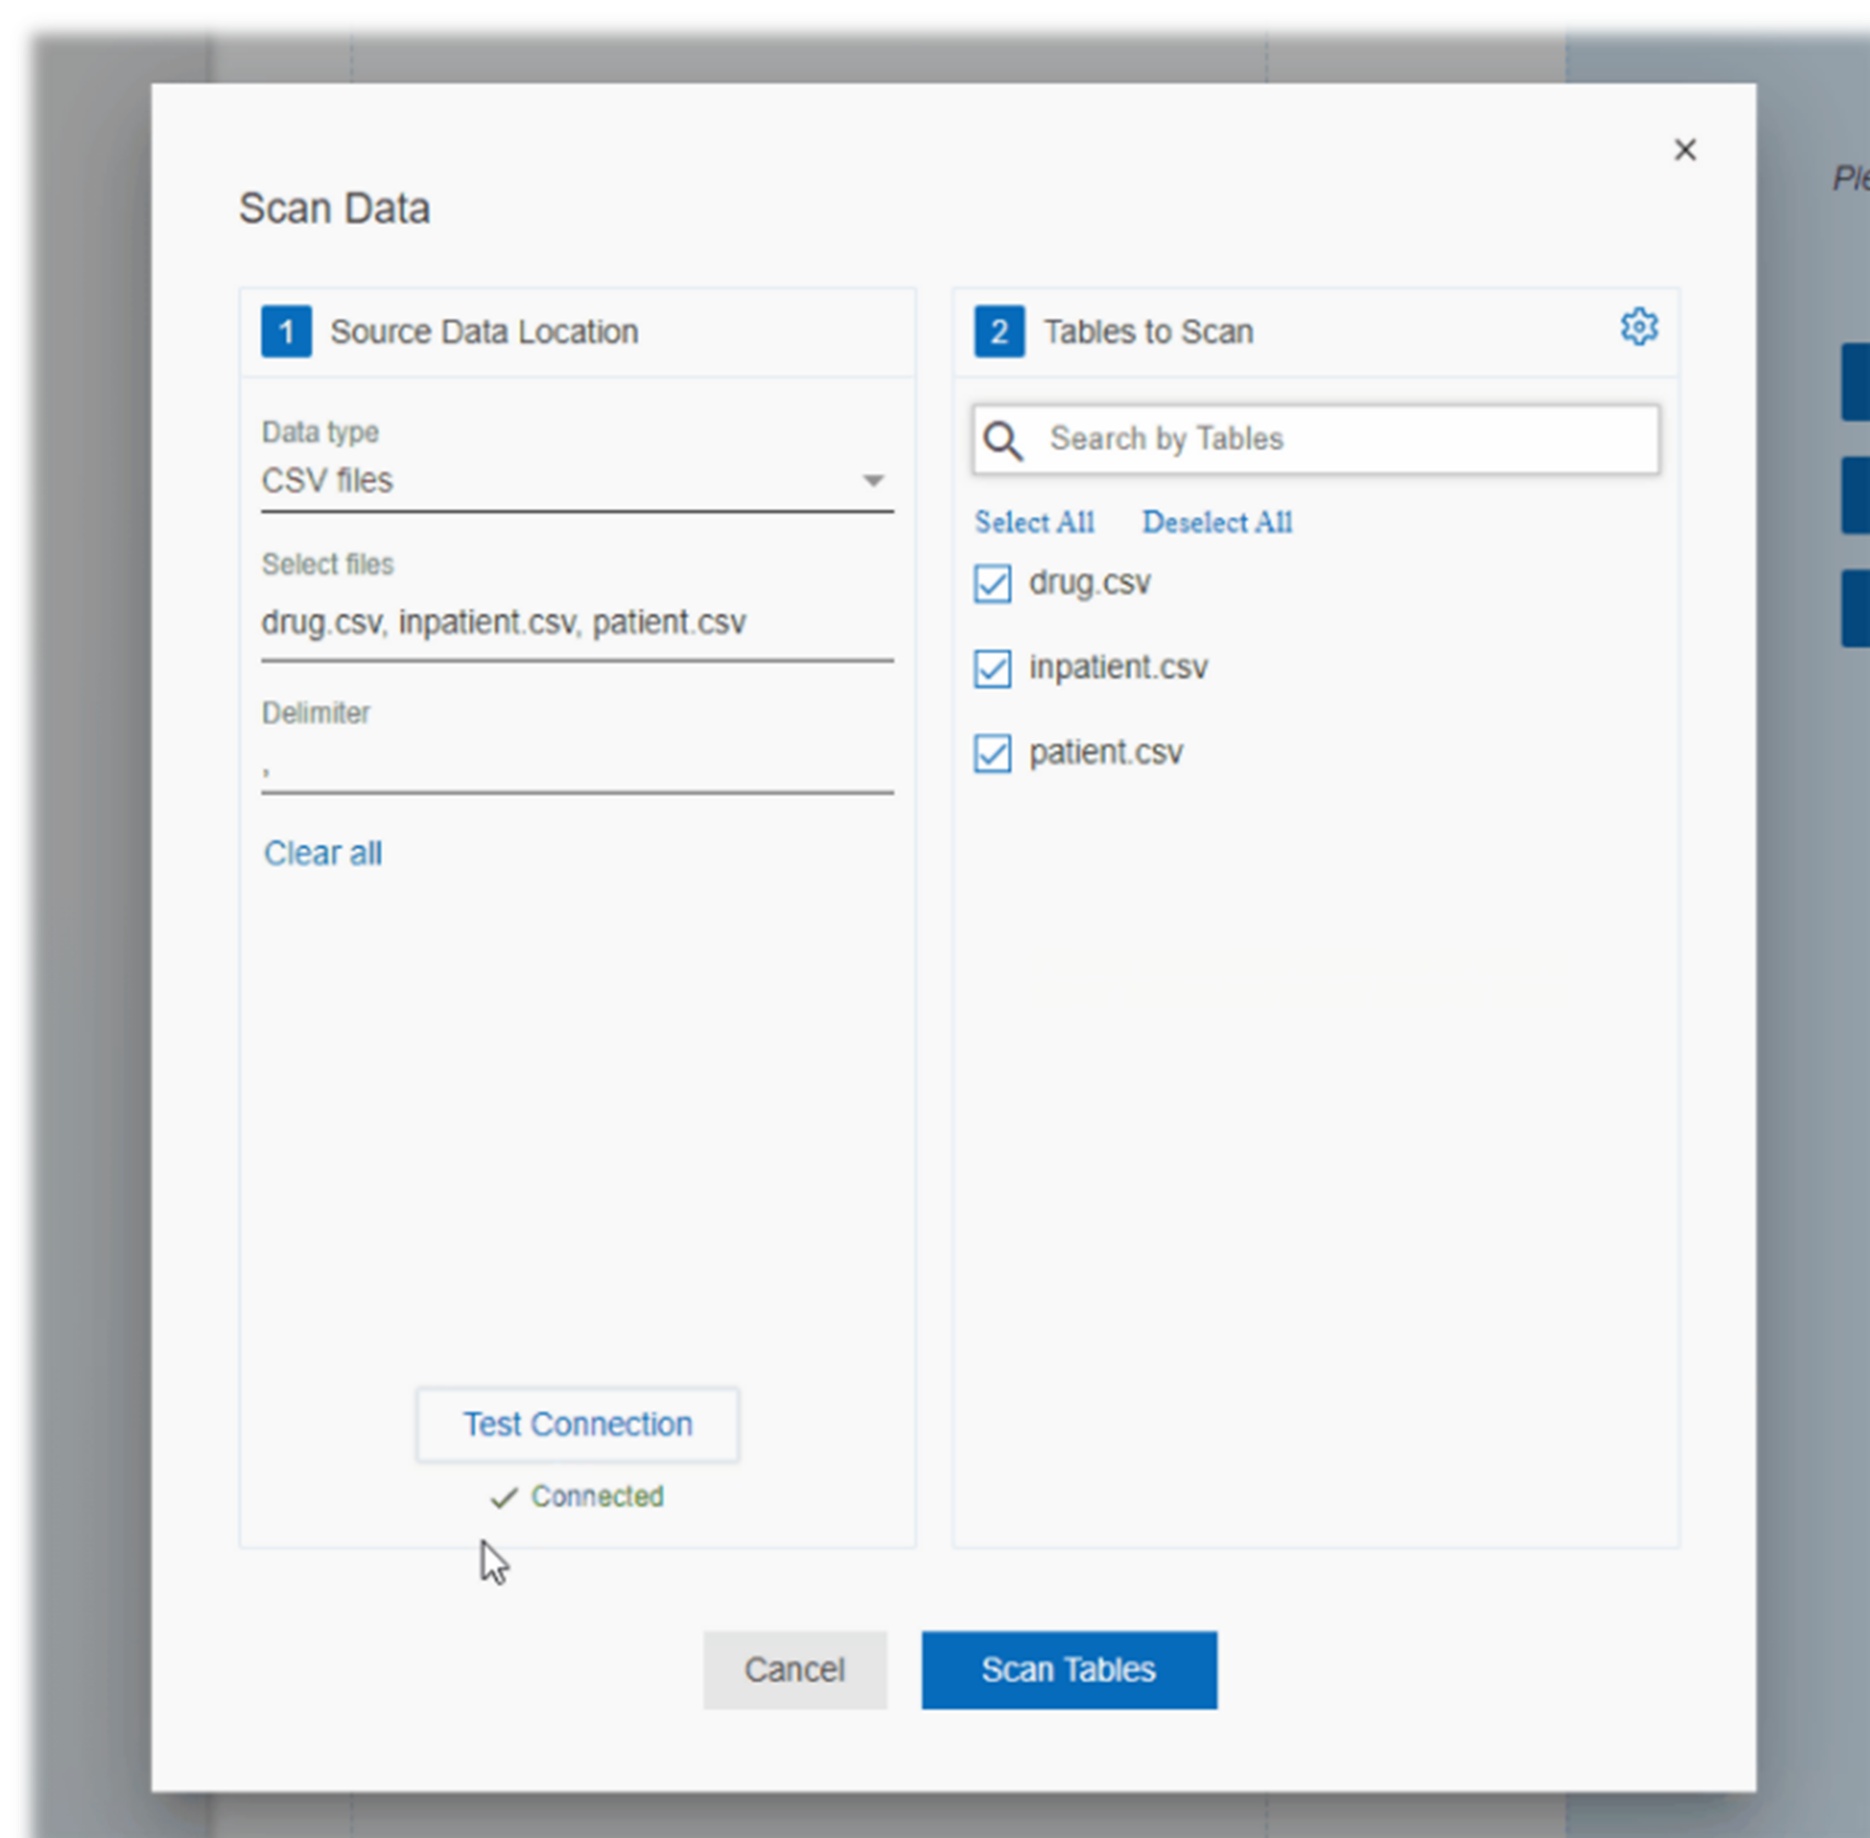 Scan Data
1 Source Data Location
Data type
CSV files
Select files
drug.csv, inpatient.csv, patient.csv
Delimiter
,
Clear all
Test Connection
Connected
2 Tables to Scan
Search by Tables
Select All Deselect All
drug.csv
inpatient.csv
patient.csv
Cancel Scan Tables